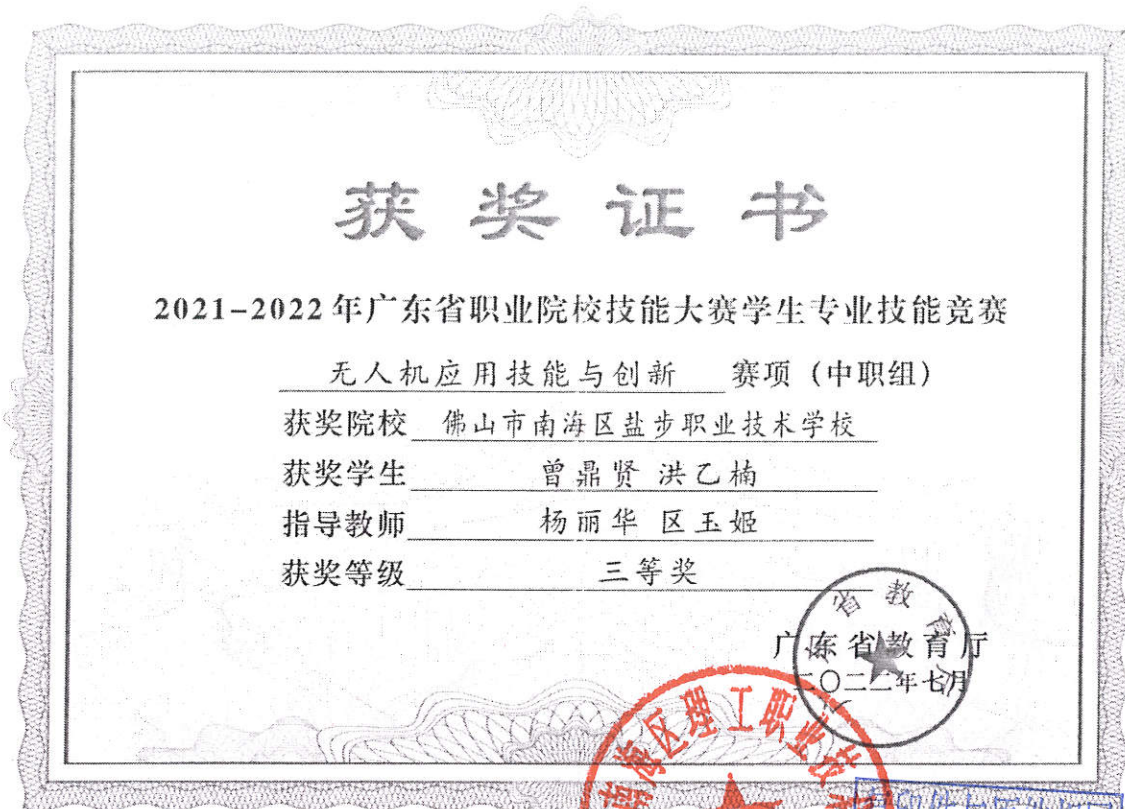 获奖证书
2021-2022年广东省职业院校技能大赛学生专业技能竞赛
无人机应用技能与创新 赛项（中职组）
获奖院校 佛山市南海区盐步职业技术学校
获奖学生 曾鼎贤 洪乙楠
指导教师 杨丽华 区玉姬
获奖等级 三等奖
广东省教育厅
二〇二二年七月
省教育厅
南海区理工职业技